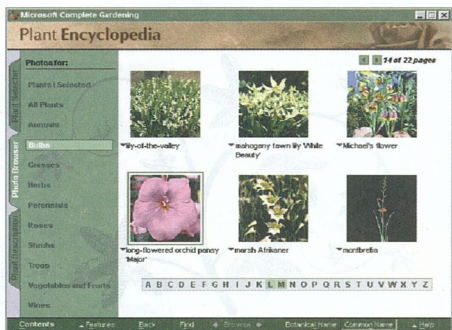 Microsoft Complete Gardening
Plant Encyclopedia
Photos for:
14 of 22 pages
Plant Selector
Plants I Selected
All Plants
Annuals
Photo Browser
Bulbs
lily-of-the-valley
mahogany fawn lily 'White Beauty'
Michael's flower
Grasses
Herbs
Perennials
Roses
Plant Description
Shrubs
Trees
long-flowered orchid pansy 'Major'
marsh Afrikaner
montbretia
Vegetables and Fruits
A B C D E F G H I J K L M N O P Q R S T U V W X Y Z
Vines
Contents Features Back Find Browse Botanical Name Common Name Help